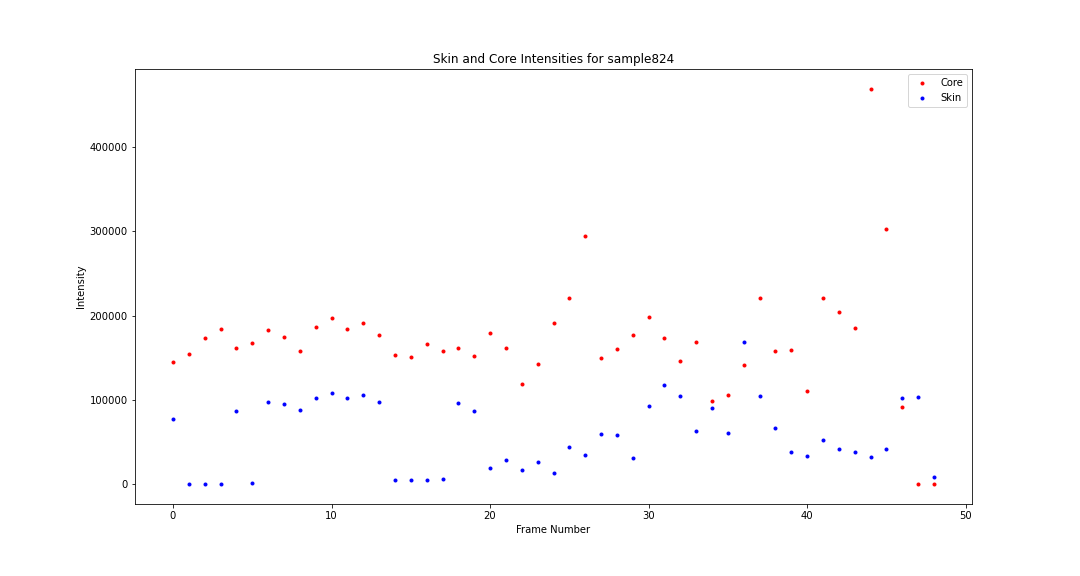 Skin and Core Intensities for sample824
Core
Skin
400000
300000
200000
100000
0
Intensity
0 10 20 30 40 50
Frame Number